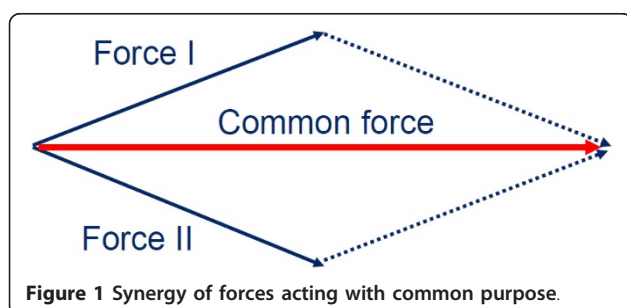 Force I
Common force
Force II
Figure 1 Synergy of forces acting with common purpose.